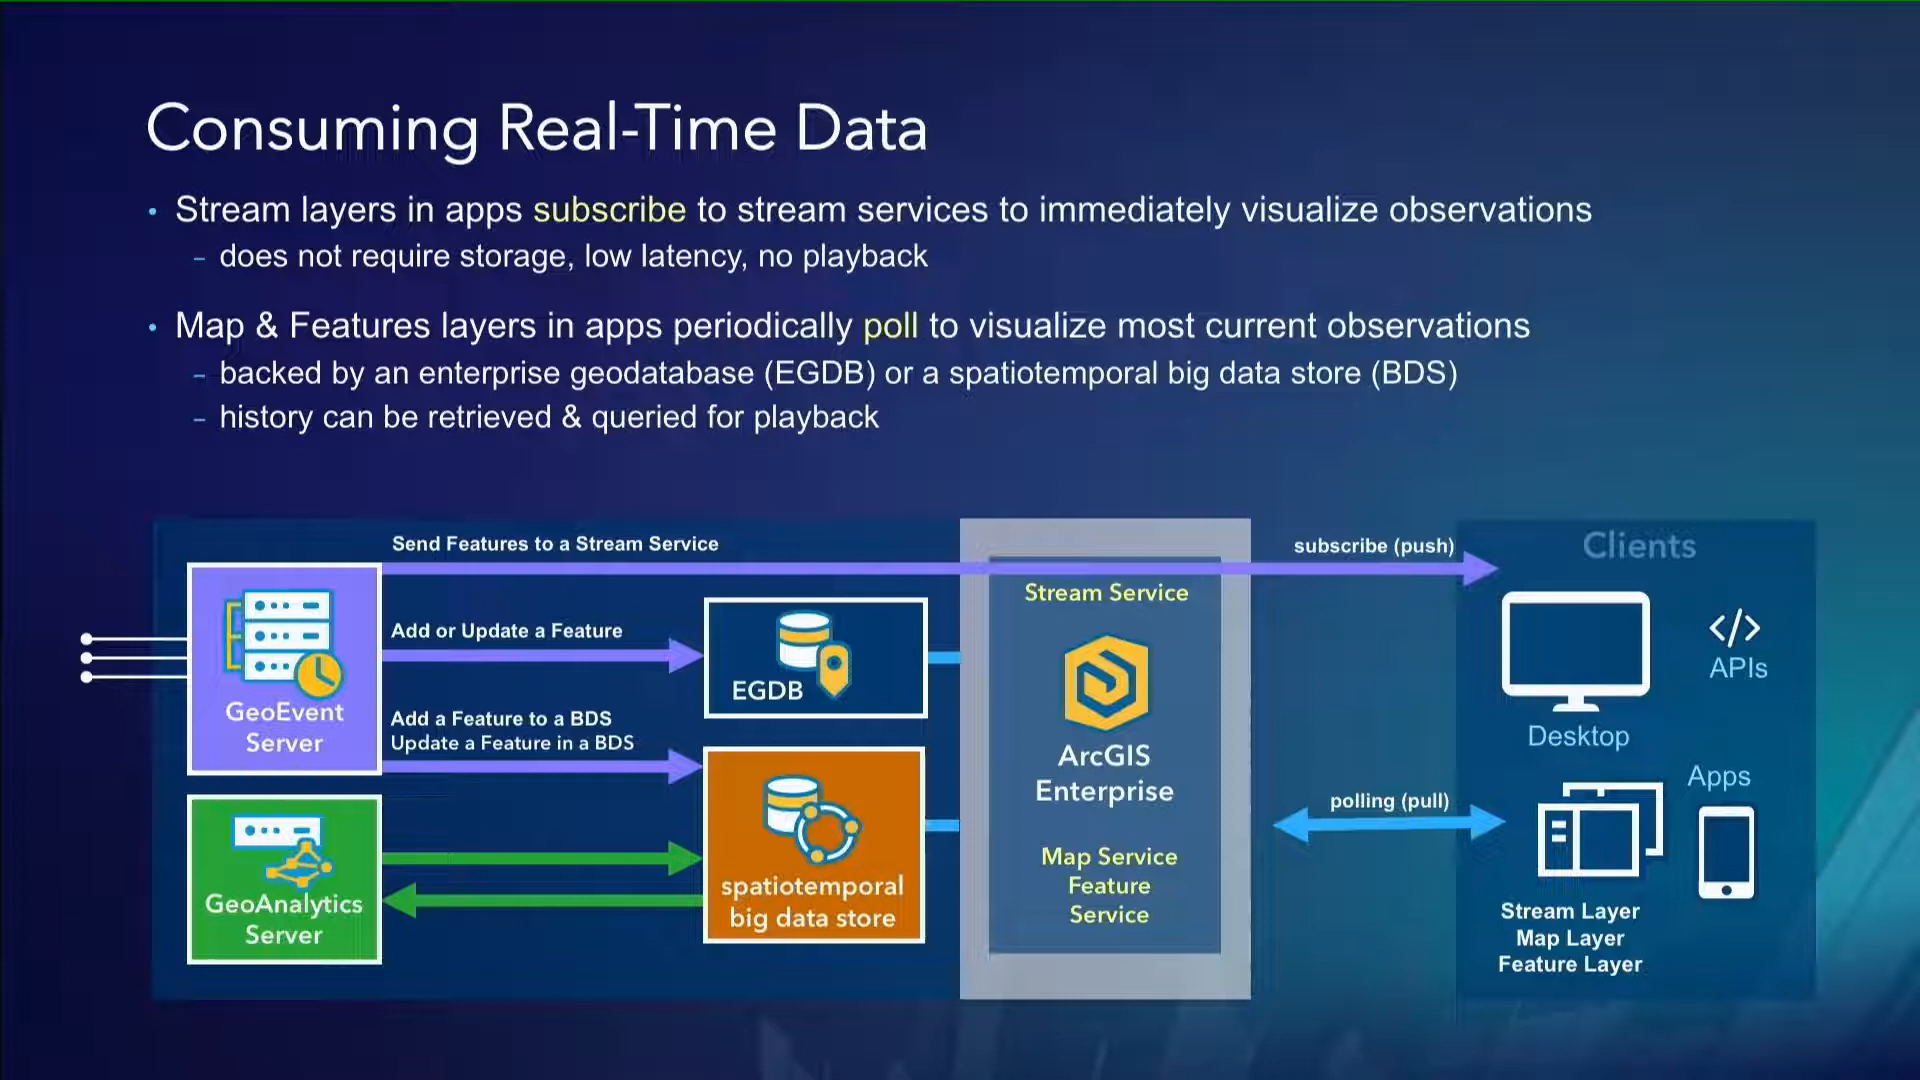 Consuming Real-Time Data
• Stream layers in apps subscribe to stream services to immediately visualize observations
– does not require storage, low latency, no playback
• Map & Features layers in apps periodically poll to visualize most current observations
– backed by an enterprise geodatabase (EGDB) or a spatiotemporal big data store (BDS)
– history can be retrieved & queried for playback
Send Features to a Stream Service
subscribe (push)
Clients
GeoEvent
Server
Add or Update a Feature
EGDB
Add a Feature to a BDS
Update a Feature in a BDS
GeoAnalytics
Server
spatiotemporal
big data store
Stream Service
ArcGIS
Enterprise
Map Service
Feature
Service
polling (pull)
APIs
Desktop
Apps
Stream Layer
Map Layer
Feature Layer